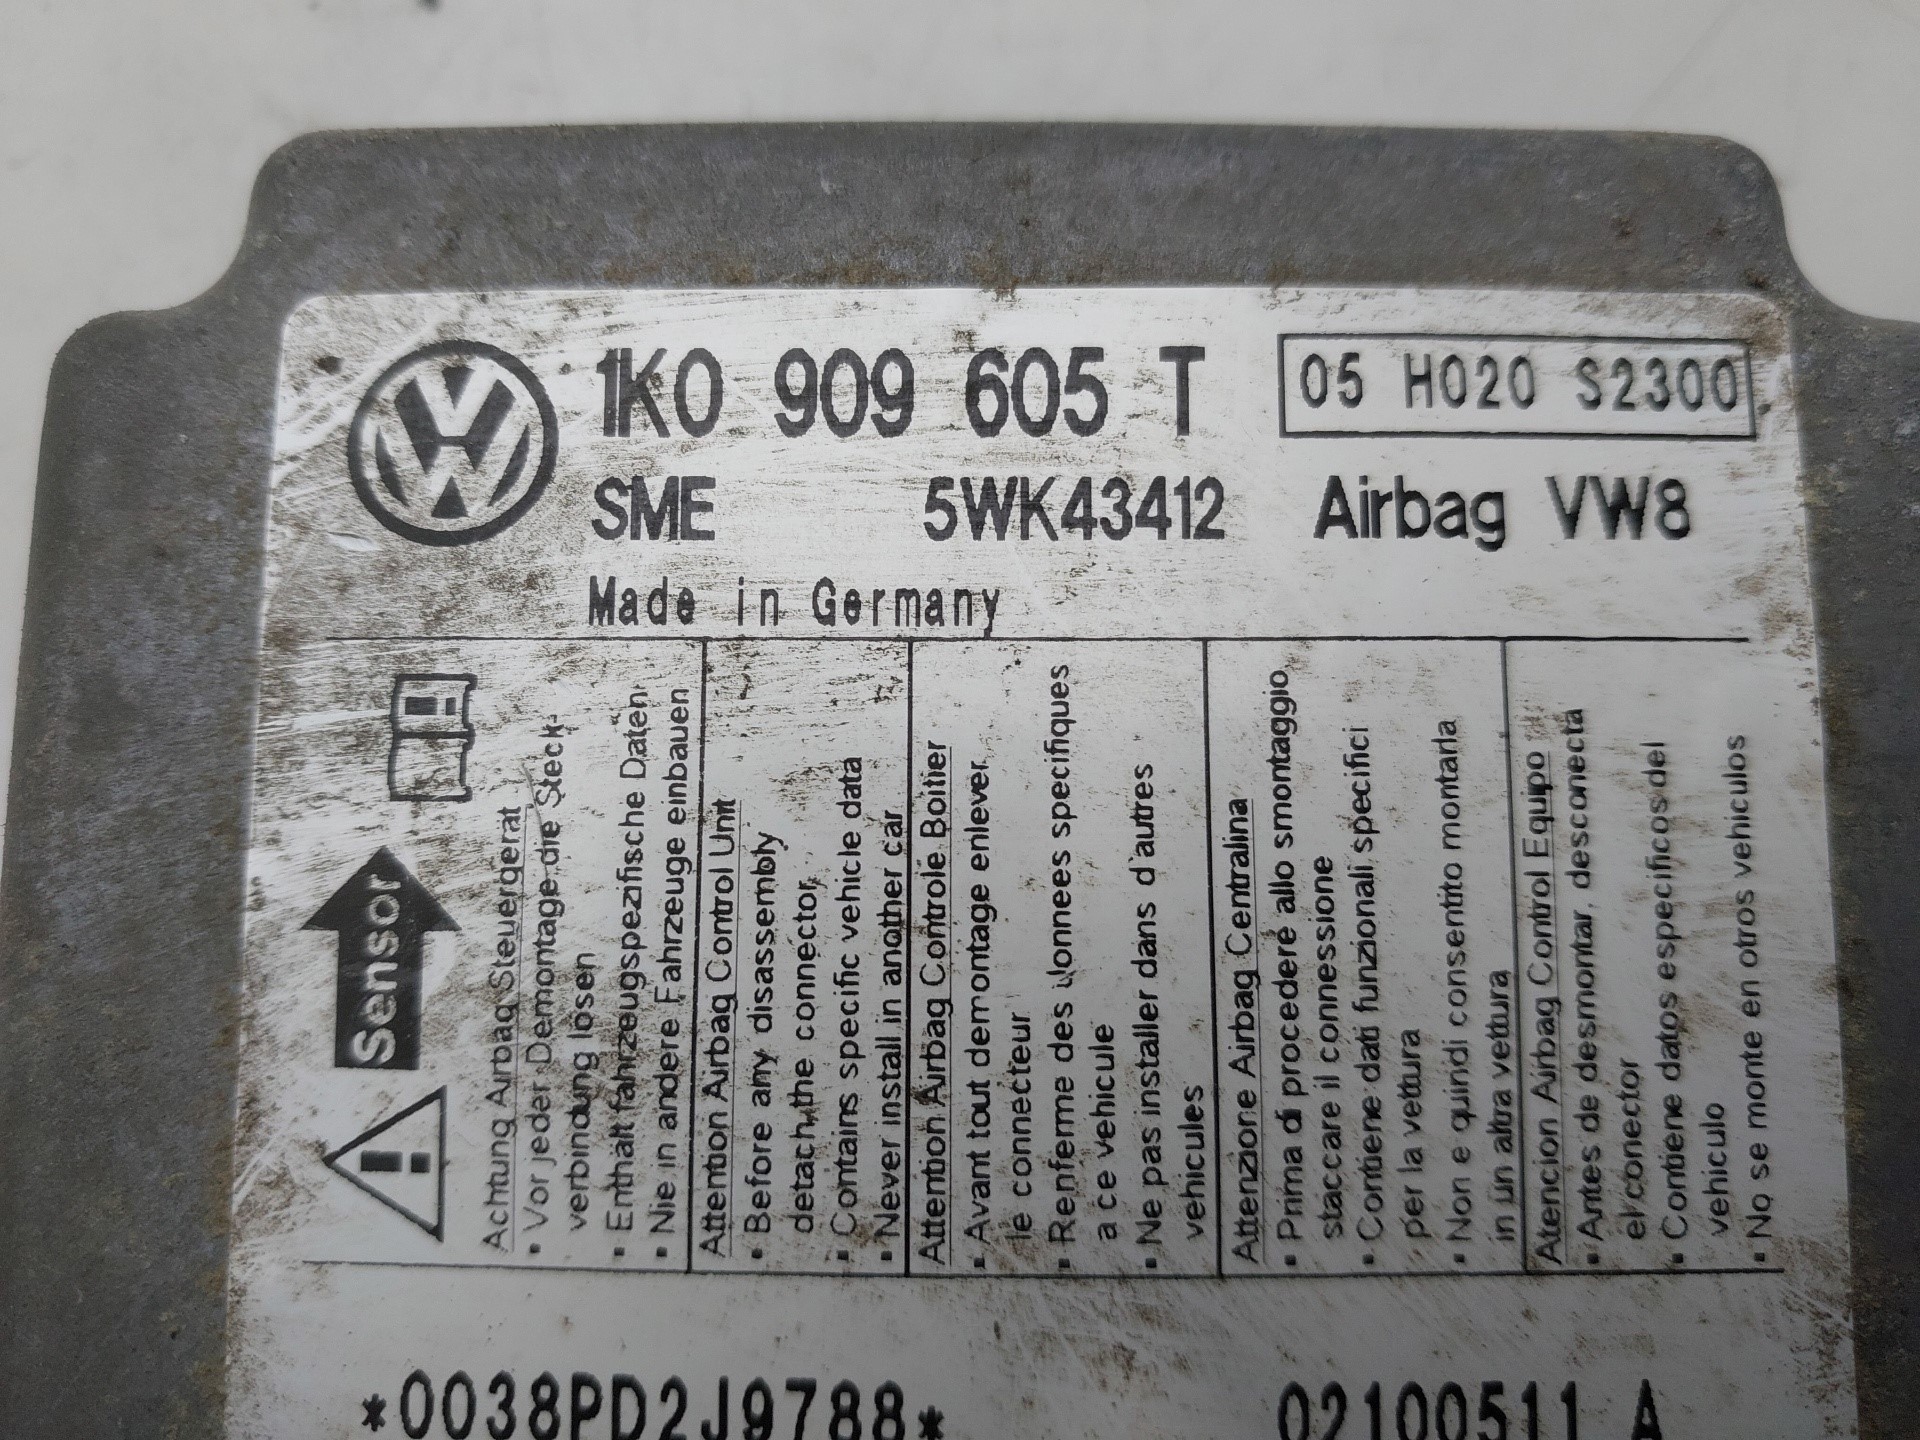 1K0 909 605 T 05 H020 S2300
SME 5WK43412 Airbag VW8
Made in Germany
Sensor
Achtung Airbag Steuergerat
• Vor jeder Demontage die Steck-
verbindung losen
• Enthalt fahrzeugspezifische Daten
• Nie in andere Fahrzeuge einbauen
Attention Airbag Control Unit
• Before any disassembly
detach the connector
• Contains specific vehicle data
• Never install in another car
Attention Airbag Controle Boitier
• Avant tout demontage enlever
le connecteur
• Renferme des donnees specifiques
a ce vehicule
• Ne pas installer dans d'autres
vehicules
Attenzione Airbag Centralina
• Prima di procedere allo smontaggio
staccare il connessione
• Contiene dati funzionali specifici
per la vettura
• Non e quindi consentito montarla
in un altra vettura
Atencion Airbag Control Equipo
• Antes de desmontar, desconecta
el conector
• Contiene datos especificos del
vehiculo
• No se monte en otros vehiculos
*0038PD2J9788* 02100511 A